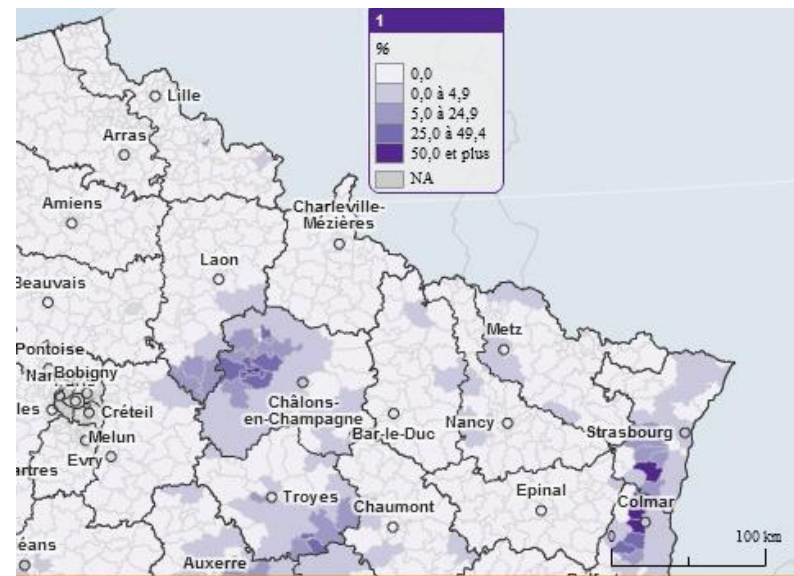 1
%
0,0
0,0 à 4,9
5,0 à 24,9
25,0 à 49,4
50,0 et plus
NA
Lille
Arras
Amiens
Charleville-
Mézières
Laon
Beauvais
Metz
Pontoise
Bobigny
Créteil
Melun
Evry
Châlons-
en-Champagne
Bar-le-Duc
Nancy
Strasbourg
Troyes
Chaumont
Epinal
Colmar
0
100 km
Auxerre